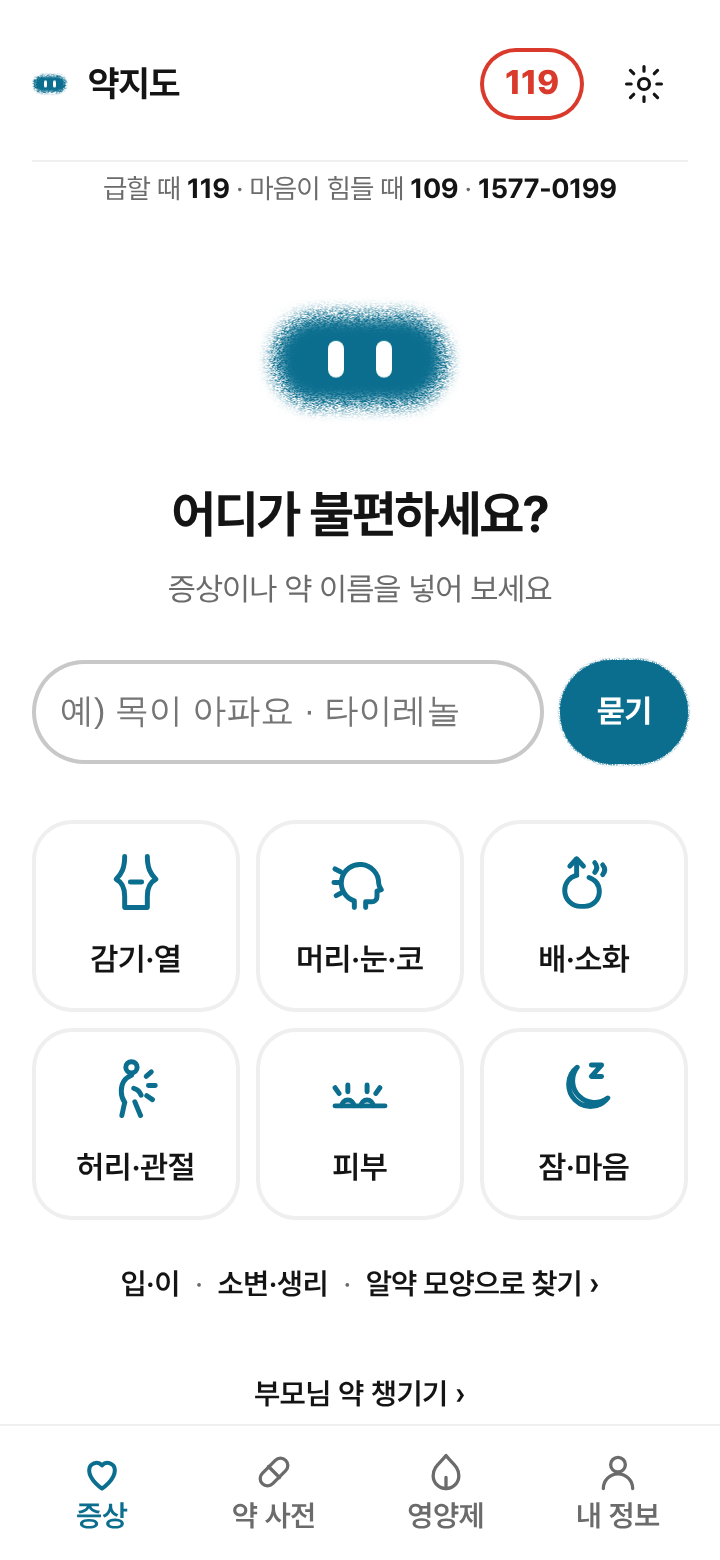 약지도
119
급할 때 119 · 마음이 힘들 때 109 · 1577-0199
어디가 불편하세요?
증상이나 약 이름을 넣어 보세요
예) 목이 아파요 · 타이레놀
묻기
감기·열
머리·눈·코
배·소화
허리·관절
피부
잠·마음
입·이 · 소변·생리 · 알약 모양으로 찾기 ›
부모님 약 챙기기 ›
증상
약 사전
영양제
내 정보